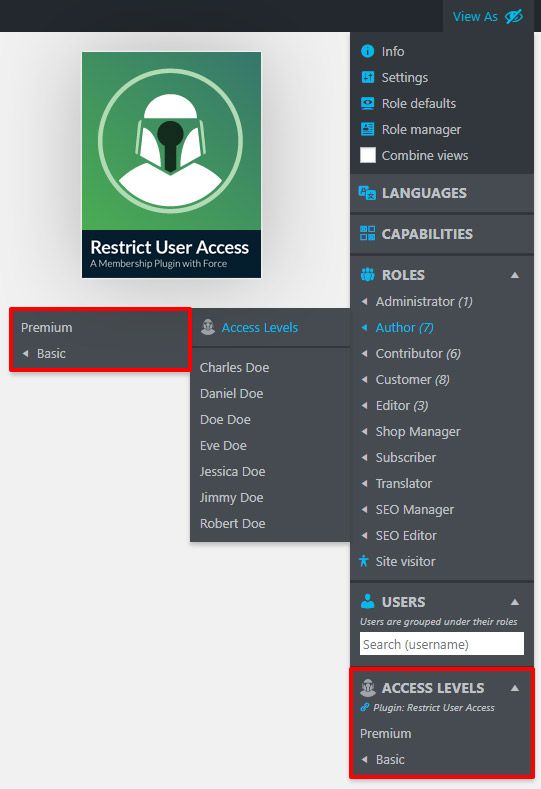 View As
Info
Settings
Role defaults
Role manager
Combine views
LANGUAGES
CAPABILITIES
ROLES
Administrator (1)
Author (7)
Contributor (6)
Customer (8)
Editor (3)
Shop Manager
Subscriber
Translator
SEO Manager
SEO Editor
Site visitor
USERS
Users are grouped under their roles
Search (username)
ACCESS LEVELS
Plugin: Restrict User Access
Premium
Basic
Restrict User Access
A Membership Plugin with Force
Access Levels
Charles Doe
Daniel Doe
Doe Doe
Eve Doe
Jessica Doe
Jimmy Doe
Robert Doe
Premium
Basic